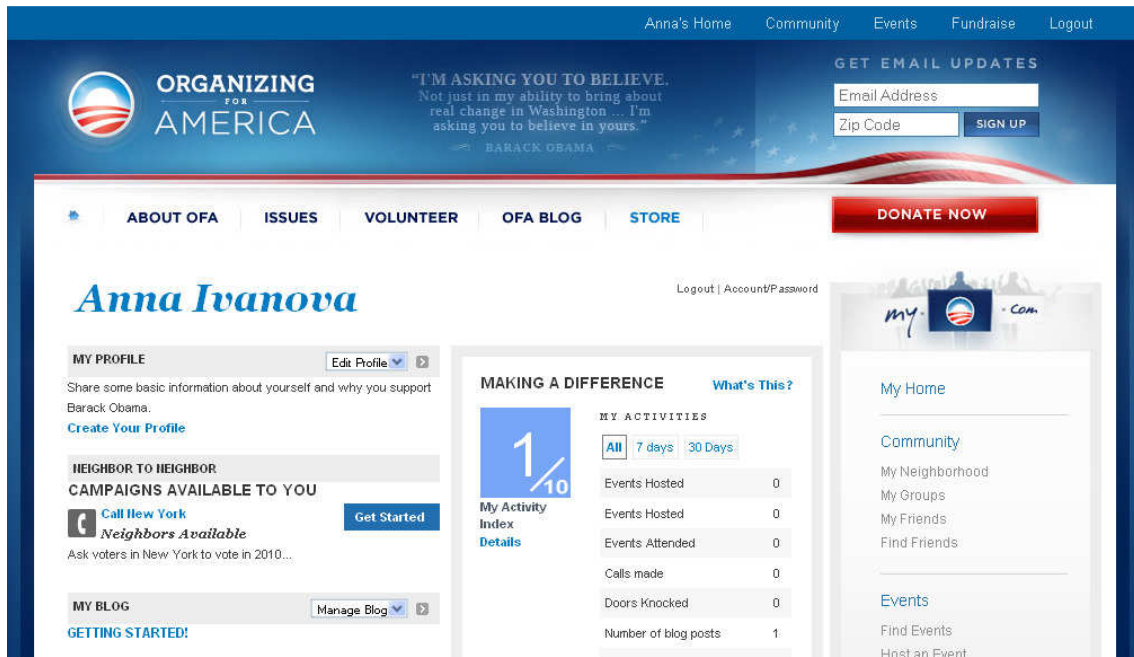 Anna's Home Community Events Fundraise Logout
ORGANIZING
FOR
AMERICA
"I'M ASKING YOU TO BELIEVE.
Not just in my ability to bring about
real change in Washington ... I'm
asking you to believe in yours."
BARACK OBAMA
GET EMAIL UPDATES
Email Address
Zip Code SIGN UP
ABOUT OFA ISSUES VOLUNTEER OFA BLOG STORE
DONATE NOW
Anna Ivanova
Logout | Account/Password
MY PROFILE Edit Profile
Share some basic information about yourself and why you support
Barack Obama.
Create Your Profile
NEIGHBOR TO NEIGHBOR
CAMPAIGNS AVAILABLE TO YOU
Call New York
Neighbors Available
Get Started
Ask voters in New York to vote in 2010...
MY BLOG Manage Blog
GETTING STARTED!
MAKING A DIFFERENCE What's This?
1/10
My Activity
Index
Details
MY ACTIVITIES
All 7 days 30 Days
Events Hosted 0
Events Hosted 0
Events Attended 0
Calls made 0
Doors Knocked 0
Number of blog posts 1
my. .com
My Home
Community
My Neighborhood
My Groups
My Friends
Find Friends
Events
Find Events
Host an Event